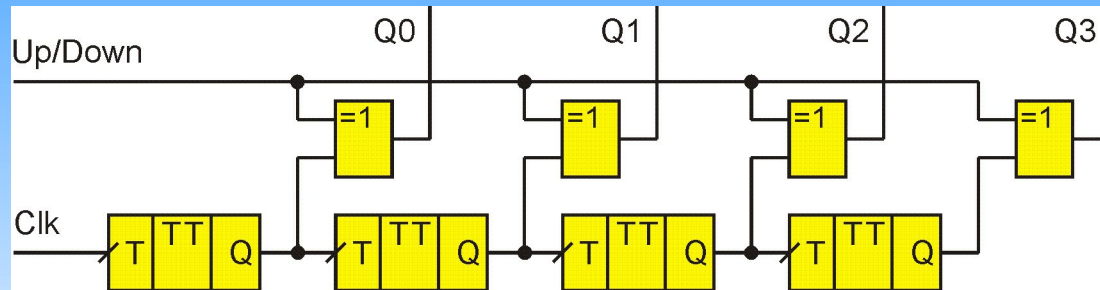 Q0 Q1 Q2 Q3
Up/Down
=1 =1 =1 =1
Clk
T TT Q T TT Q T TT Q T TT Q